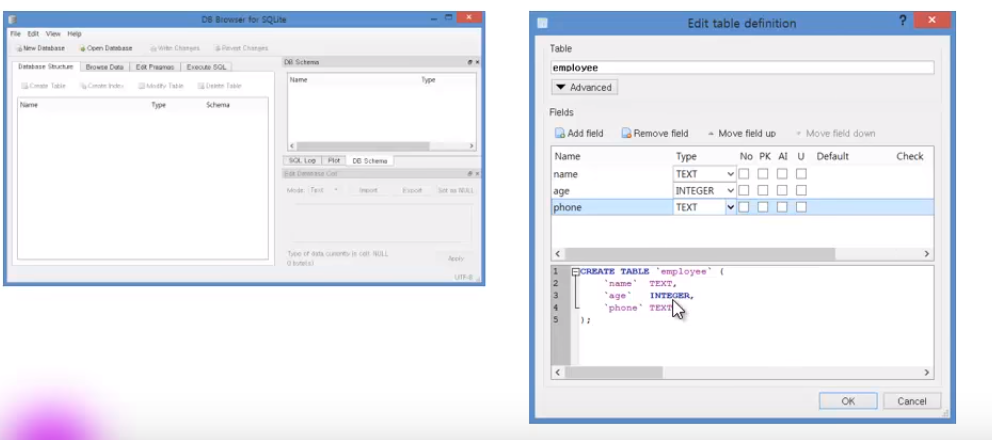 DB Browser for SQLite
File Edit View Help
New Database Open Database Write Changes Revert Changes
Database Structure Browse Data Edit Pragmas Execute SQL
Create Table Create Index Modify Table Delete Table
Name Type Schema
DB Schema
Name Type
SQL Log Plot DB Schema
Edit Database Cell
Mode: Text Import Export Set as NULL
Type of data currently in cell: NULL
0 byte(s)
Apply
UTF-8
Edit table definition
Table
employee
Advanced
Fields
Add field Remove field Move field up Move field down
Name Type No PK AI U Default Check
name TEXT
age INTEGER
phone TEXT
1 CREATE TABLE `employee` (
2 `name` TEXT,
3 `age` INTEGER,
4 `phone` TEXT
5 );
OK Cancel